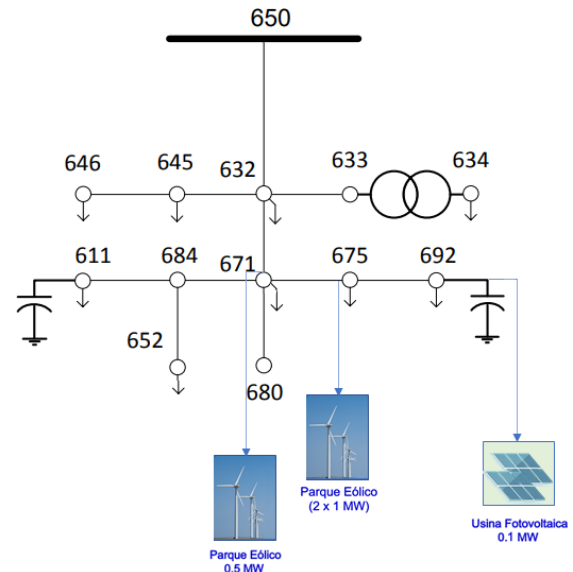 650
646 645 632 633 634
611 684 671 675 692
652
680
Parque Eólico
(2 x 1 MW)
Usina Fotovoltaica
0.1 MW
Parque Eólico
0.5 MW